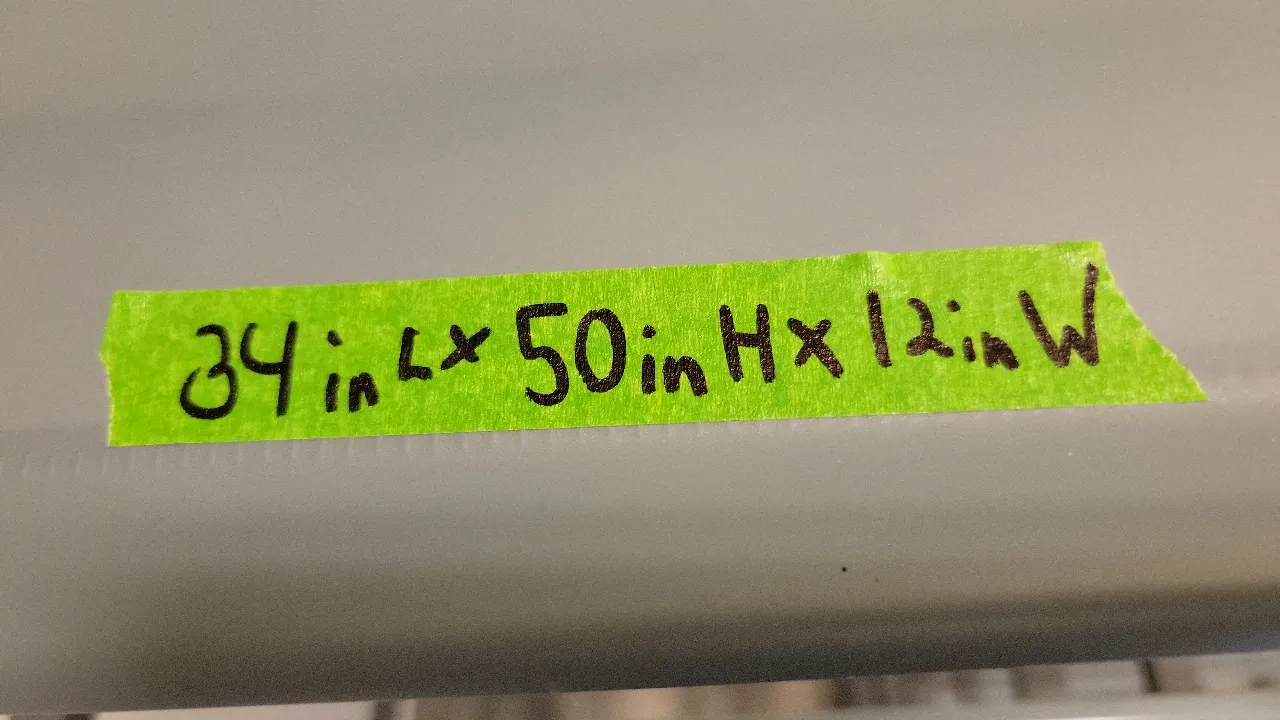 34 in L x 50 in H x 12 in W